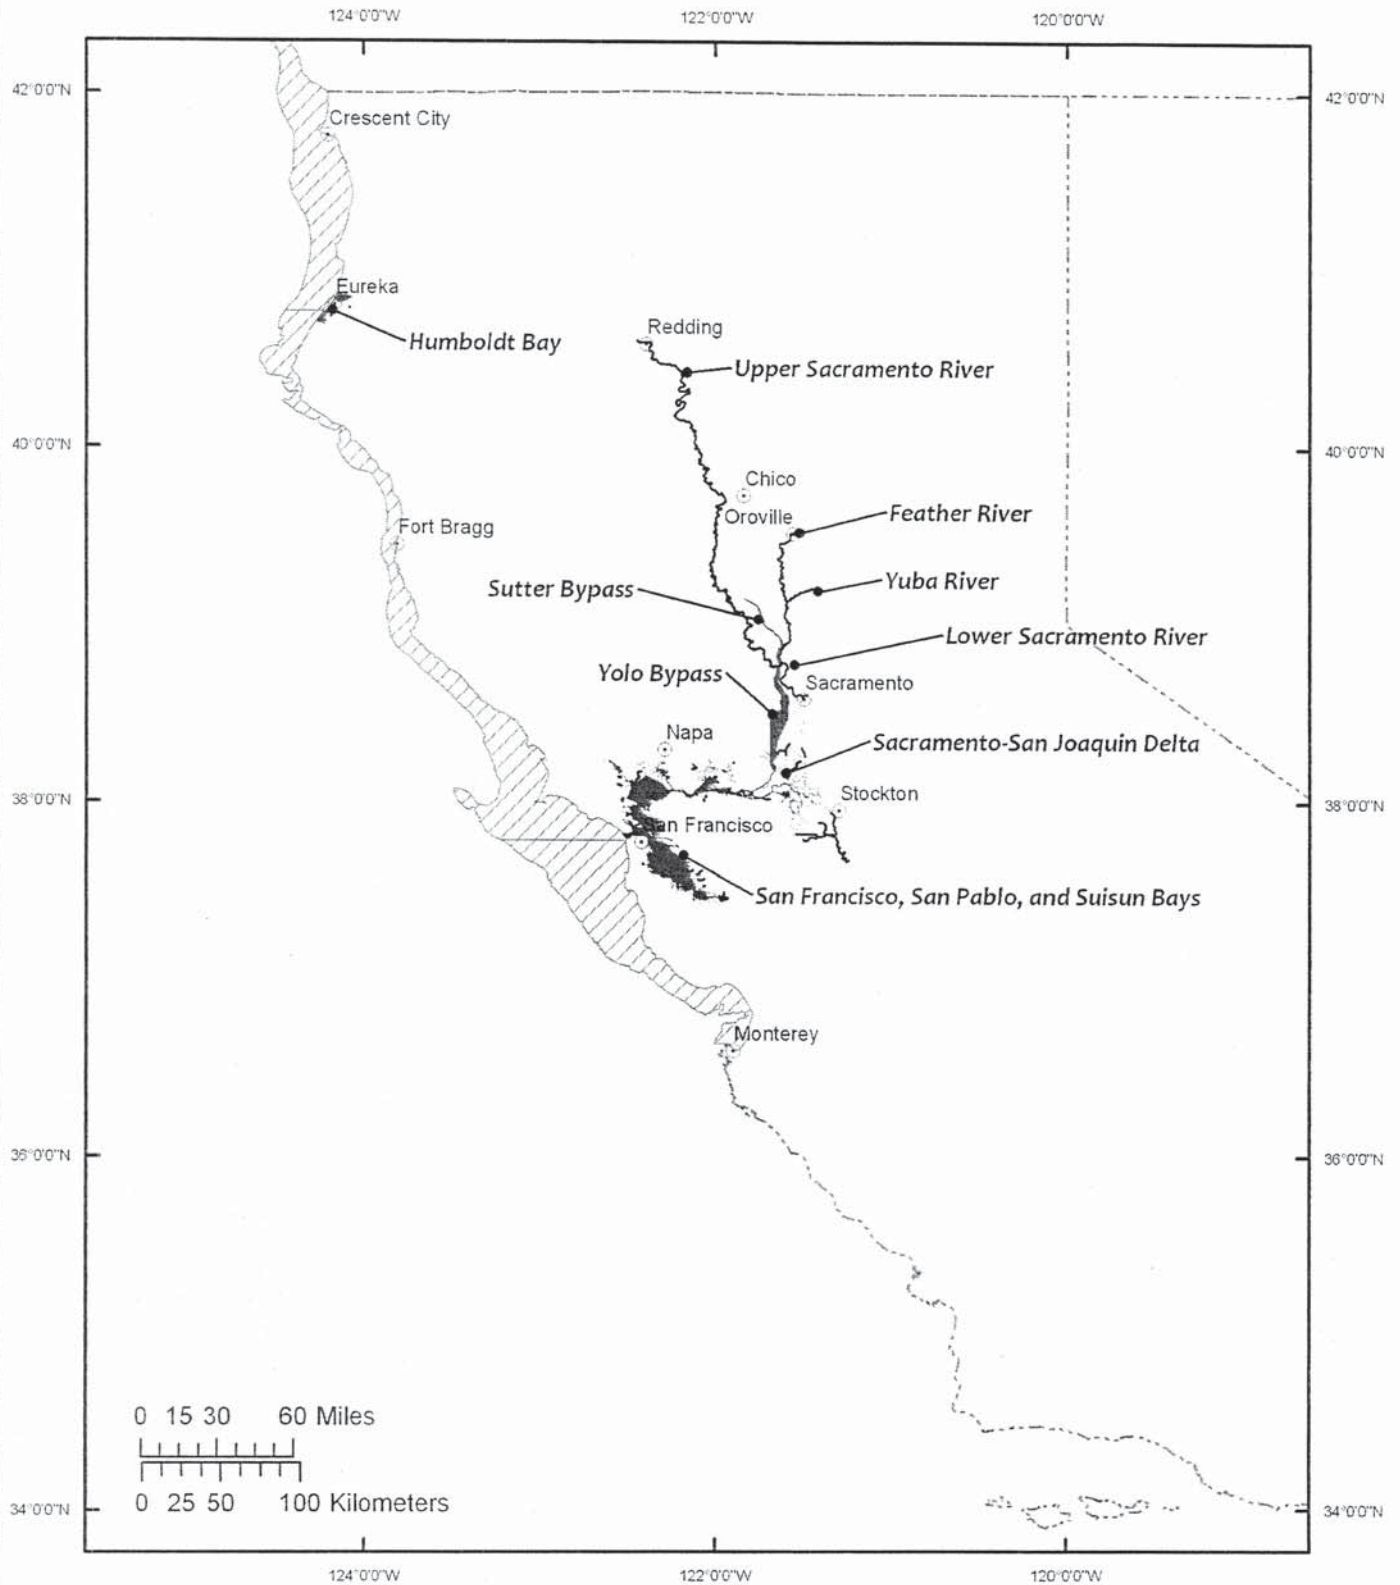 124°0'0"W 122°0'0"W 120°0'0"W
42°0'0"N 42°0'0"N
Crescent City
Eureka
Humboldt Bay
Redding
Upper Sacramento River
40°0'0"N 40°0'0"N
Chico
Oroville
Feather River
Fort Bragg
Yuba River
Sutter Bypass
Lower Sacramento River
Yolo Bypass
Sacramento
Napa
Sacramento-San Joaquin Delta
38°0'0"N 38°0'0"N
Stockton
San Francisco
San Francisco, San Pablo, and Suisun Bays
Monterey
36°0'0"N 36°0'0"N
0 15 30 60 Miles
0 25 50 100 Kilometers
34°0'0"N 34°0'0"N
124°0'0"W 122°0'0"W 120°0'0"W